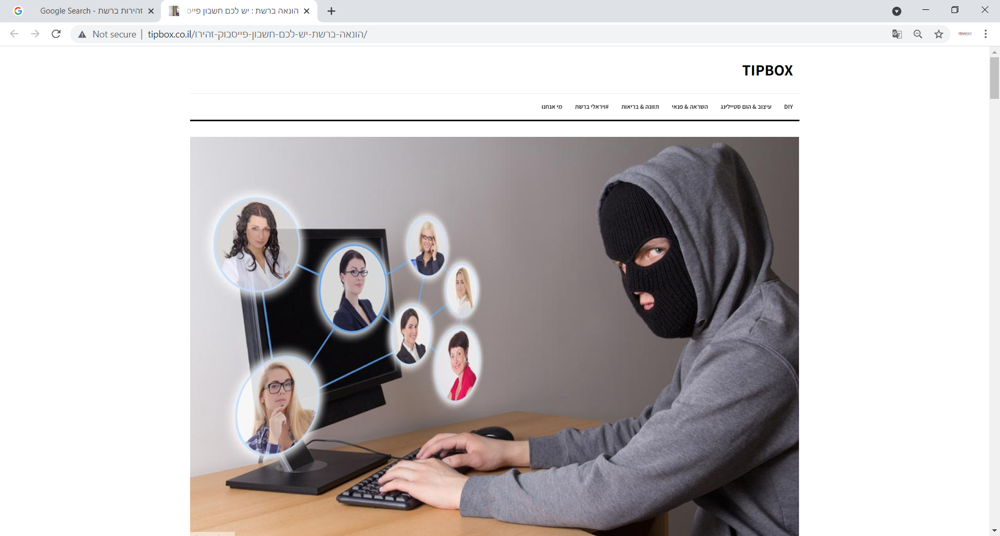 זהירות ברשת - Google Search
הונאה ברשת : יש לכם חשבון פייסב
Not secure | tipbox.co.il/הונאה-ברשת-יש-לכם-חשבון-פייסבוק-זהירו/
TIPBOX
DIY עיצוב & הום סטיילינג השראה & פנאי תזונה & בריאות #ויראלי ברשת מי אנחנו